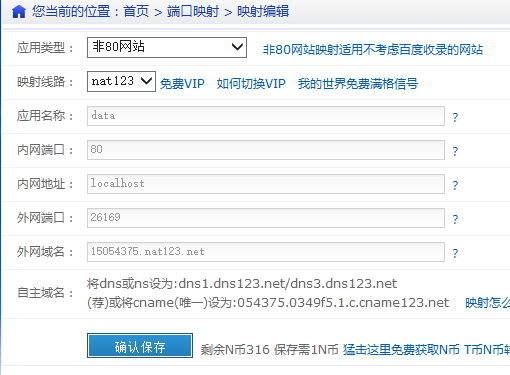 您当前的位置：首页 > 端口映射 > 映射编辑
应用类型： 非80网站 非80网站映射适用不考虑百度收录的网站
映射线路： nat123 免费VIP 如何切换VIP 我的世界免费满格信号
应用名称： data ?
内网端口： 80 ?
内网地址： localhost ?
外网端口： 26169 ?
外网域名： 15054375.nat123.net ?
自主域名： 将dns或ns设为:dns1.dns123.net/dns3.dns123.net
(荐)或将cname(唯一)设为:054375.0349f5.1.c.cname123.net 映射怎么
确认保存 剩余N币316 保存需1N币 猛击这里免费获取N币 T币N币转